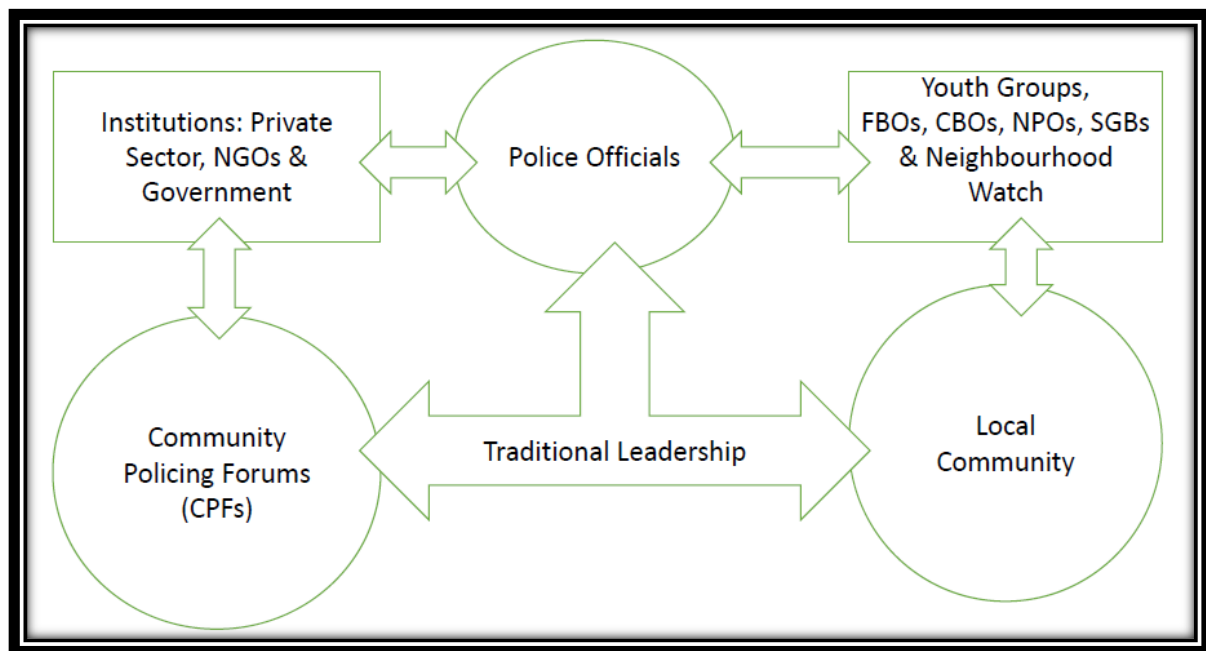 Institutions: Private
Sector, NGOs &
Government
Police Officials
Youth Groups,
FBOs, CBOs, NPOs, SGBs
& Neighbourhood
Watch
Community
Policing Forums
(CPFs)
Traditional Leadership
Local
Community